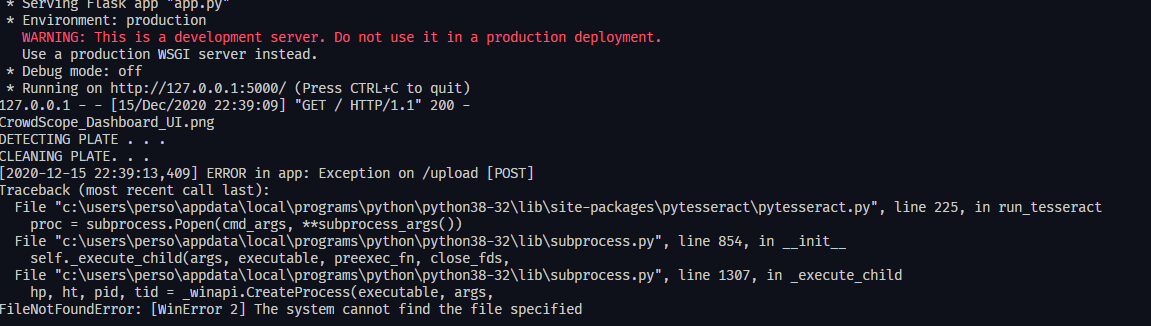 * Serving Flask app "app.py"
* Environment: production
WARNING: This is a development server. Do not use it in a production deployment.
Use a production WSGI server instead.
* Debug mode: off
* Running on http://127.0.0.1:5000/ (Press CTRL+C to quit)
127.0.0.1 - - [15/Dec/2020 22:39:09] "GET / HTTP/1.1" 200 -
CrowdScope_Dashboard_UI.png
DETECTING PLATE . . .
CLEANING PLATE. . .
[2020-12-15 22:39:13,409] ERROR in app: Exception on /upload [POST]
Traceback (most recent call last):
File "c:\users\perso\appdata\local\programs\python\python38-32\lib\site-packages\pytesseract\pytesseract.py", line 225, in run_tesseract
proc = subprocess.Popen(cmd_args, **subprocess_args())
File "c:\users\perso\appdata\local\programs\python\python38-32\lib\subprocess.py", line 854, in __init__
self._execute_child(args, executable, preexec_fn, close_fds,
File "c:\users\perso\appdata\local\programs\python\python38-32\lib\subprocess.py", line 1307, in _execute_child
hp, ht, pid, tid = _winapi.CreateProcess(executable, args,
FileNotFoundError: [WinError 2] The system cannot find the file specified